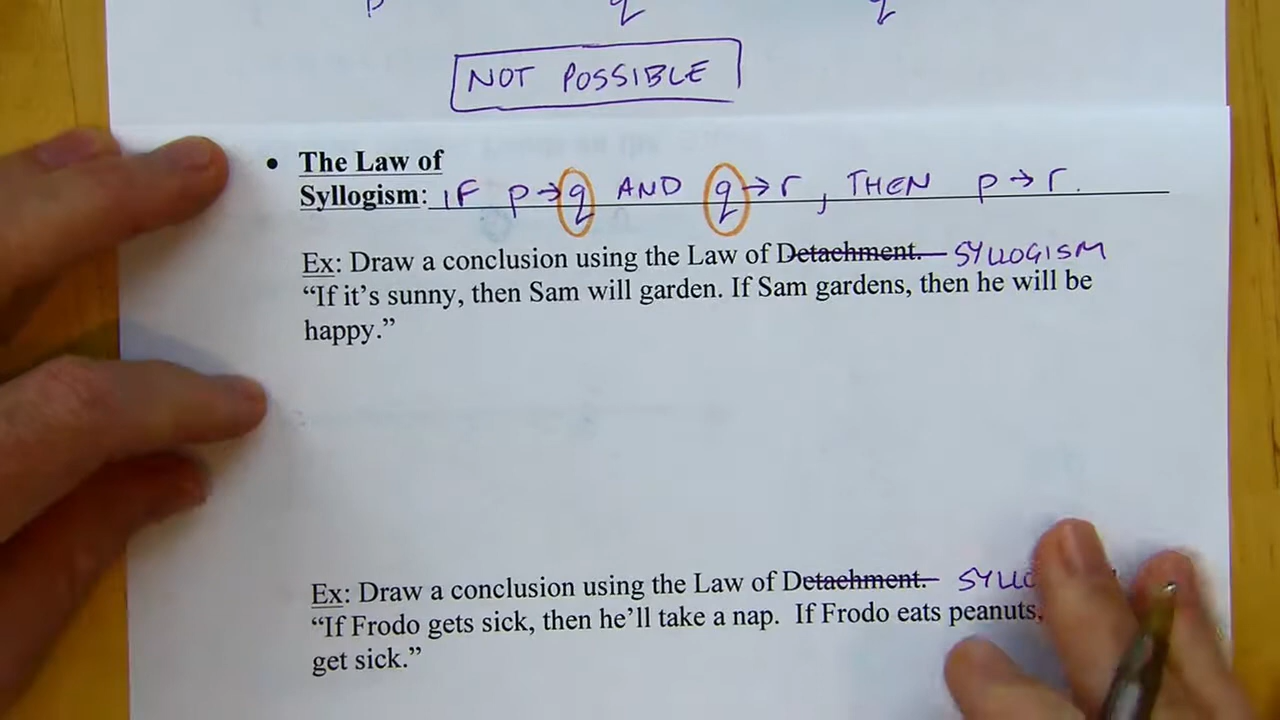 p q q
NOT POSSIBLE
• The Law of
Syllogism: IF p→q AND q→r, THEN p→r.
Ex: Draw a conclusion using the Law of Detachment. SYLLOGISM
“If it’s sunny, then Sam will garden. If Sam gardens, then he will be
happy.”
Ex: Draw a conclusion using the Law of Detachment.
“If Frodo gets sick, then he’ll take a nap. If Frodo eats peanuts,
get sick.”